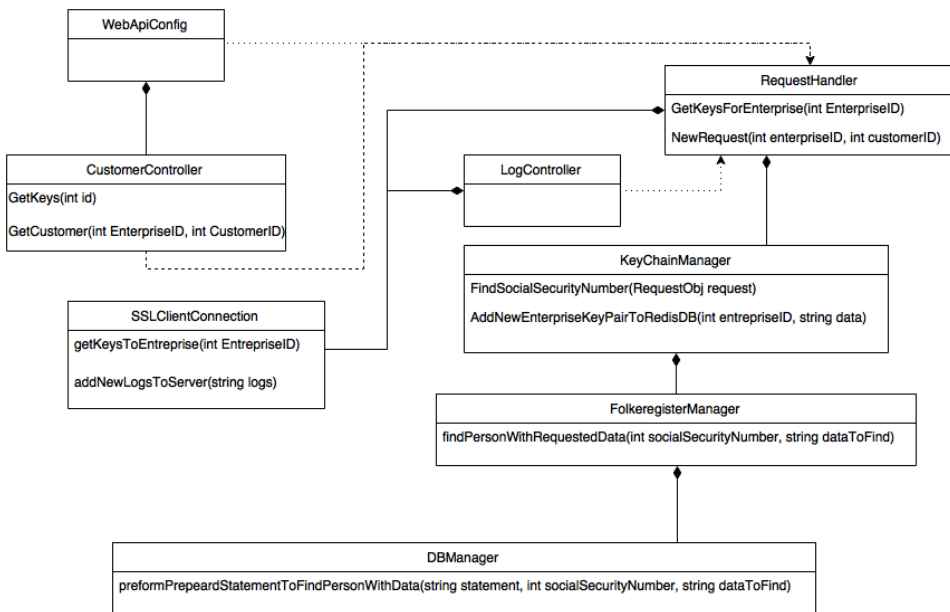 WebApiConfig
RequestHandler
GetKeysForEnterprise(int EnterpriseID)
NewRequest(int enterpriseID, int customerID)
CustomerController
GetKeys(int id)
GetCustomer(int EnterpriseID, int CustomerID)
LogController
KeyChainManager
FindSocialSecurityNumber(RequestObj request)
AddNewEnterpriseKeyPairToRedisDB(int entrepriseID, string data)
SSLClientConnection
getKeysToEntreprise(int EntrepriseID)
addNewLogsToServer(string logs)
FolkeregisterManager
findPersonWithRequestedData(int socialSecurityNumber, string dataToFind)
DBManager
preformPrepeardStatementToFindPersonWithData(string statement, int socialSecurityNumber, string dataToFind)